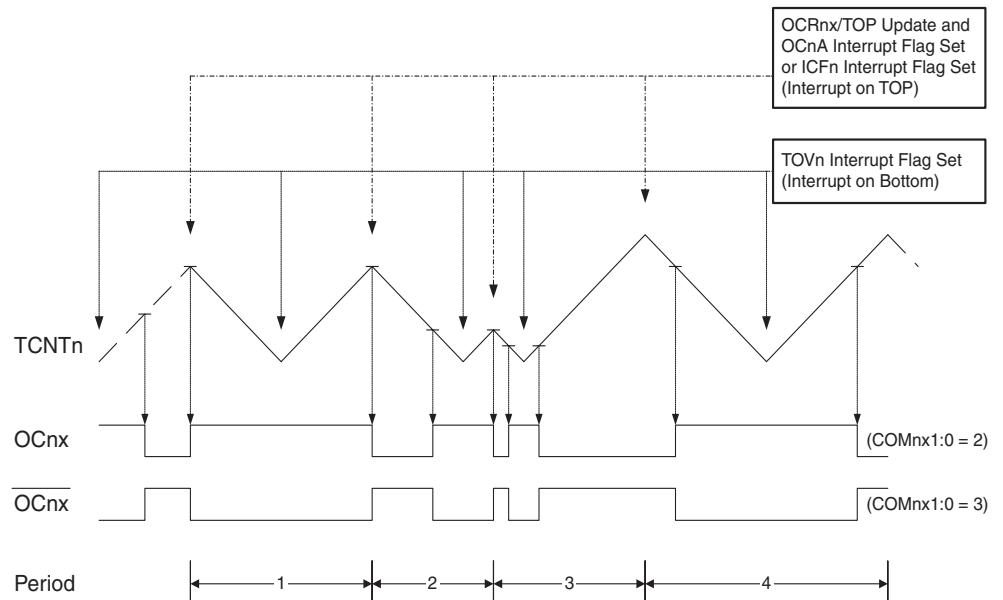 OCRnx/TOP Update and
OCnA Interrupt Flag Set
or ICFn Interrupt Flag Set
(Interrupt on TOP)
TOVn Interrupt Flag Set
(Interrupt on Bottom)
TCNTn
OCnx
(COMnx1:0 = 2)
OCnx
(COMnx1:0 = 3)
Period
1
2
3
4